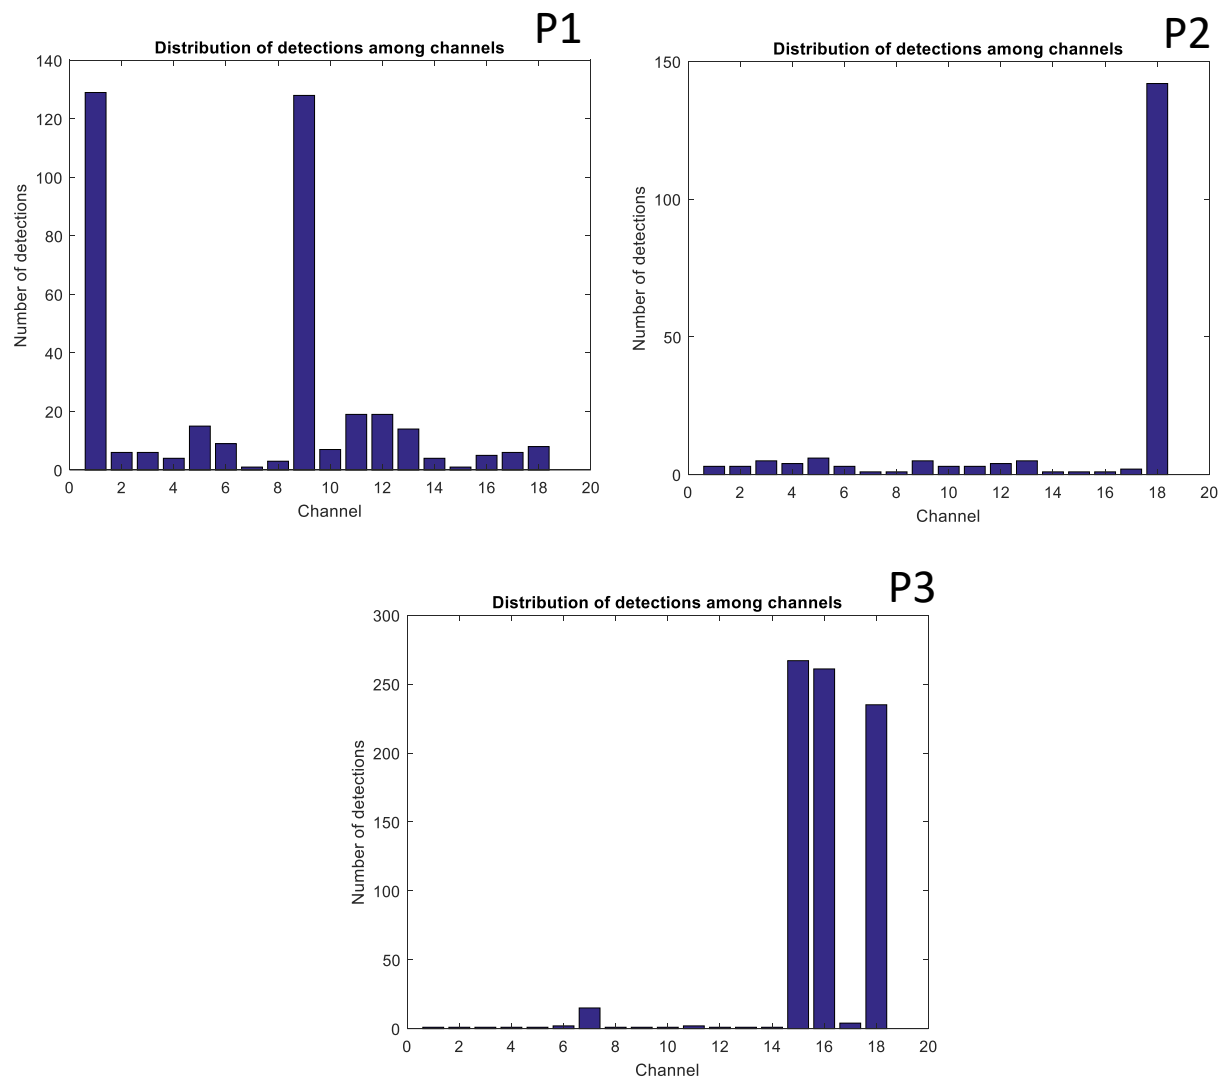 P1
Distribution of detections among channels
140
120
100
80
60
40
20
0
Number of detections
0 2 4 6 8 10 12 14 16 18 20
Channel
P2
Distribution of detections among channels
150
100
50
0
Number of detections
0 2 4 6 8 10 12 14 16 18 20
Channel
P3
Distribution of detections among channels
300
250
200
150
100
50
0
Number of detections
0 2 4 6 8 10 12 14 16 18 20
Channel